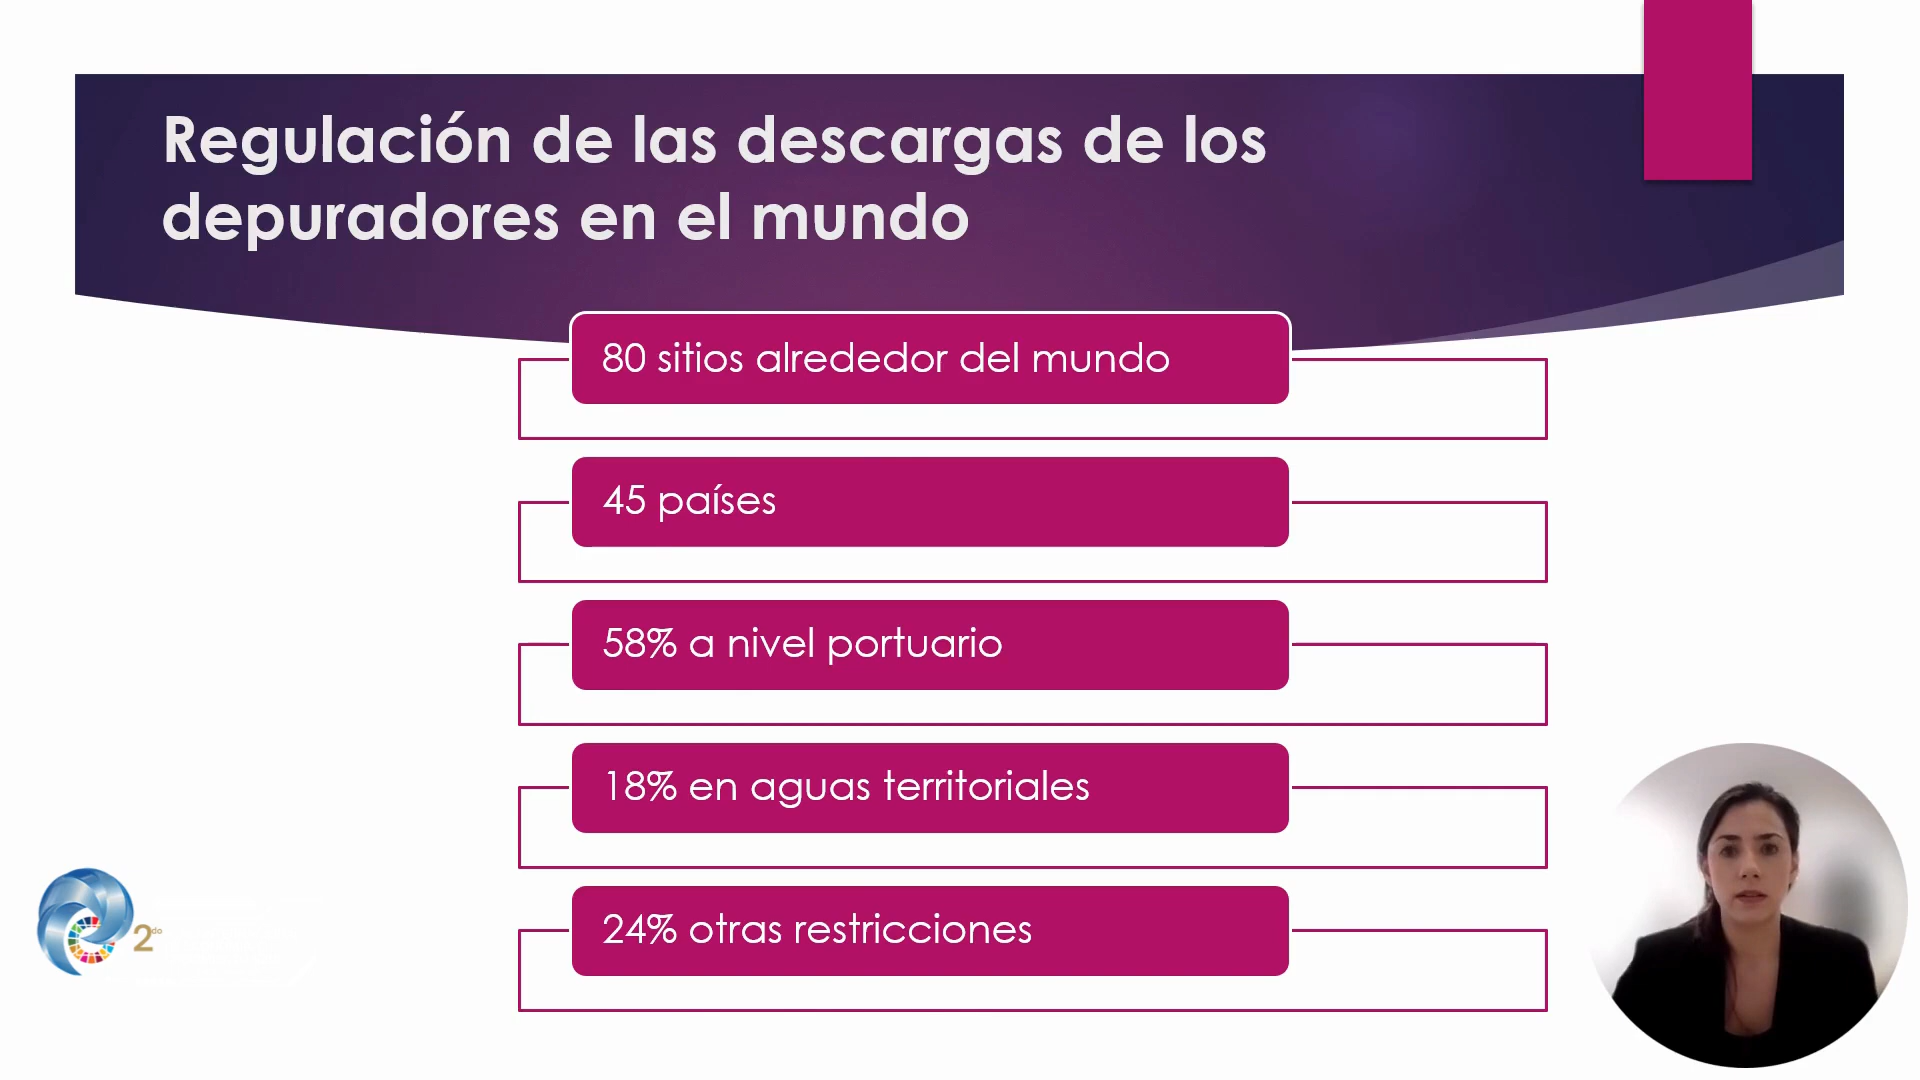 Regulación de las descargas de los
depuradores en el mundo
80 sitios alrededor del mundo
45 países
58% a nivel portuario
18% en aguas territoriales
24% otras restricciones
2do